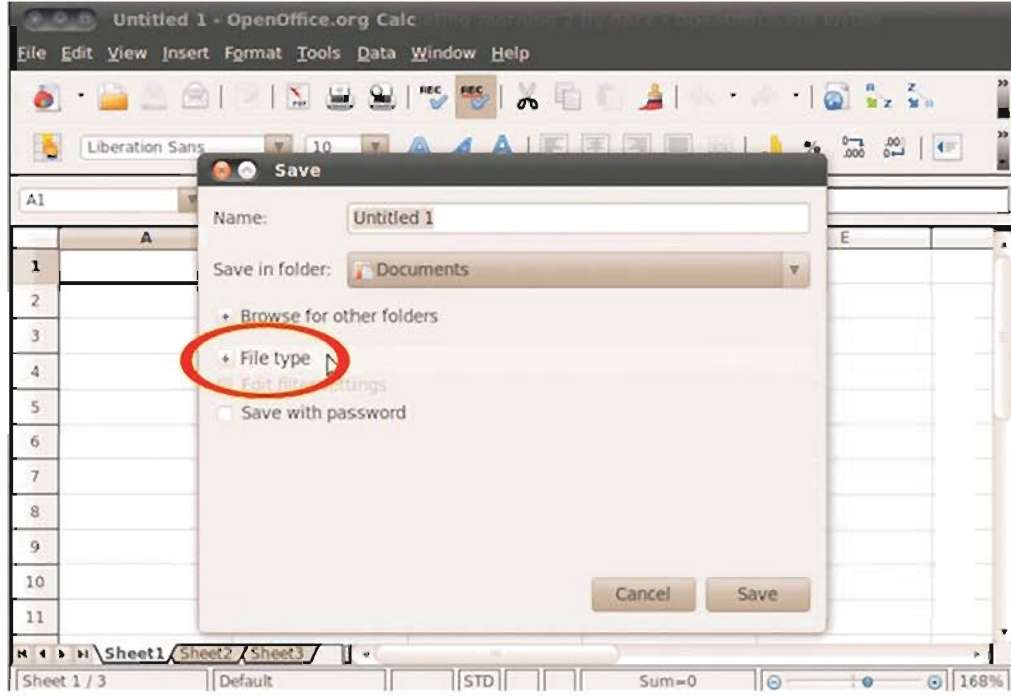 Untitled 1 - OpenOffice.org Calc
File Edit View Insert Format Tools Data Window Help
Liberation Sans 10
A1
Save
Name: Untitled 1
Save in folder: Documents
Browse for other folders
File type
Edit filter settings
Save with password
Cancel Save
A E
1
2
3
4
5
6
7
8
9
10
11
Sheet1 Sheet2 Sheet3
Sheet 1 / 3 Default STD Sum=0 168%